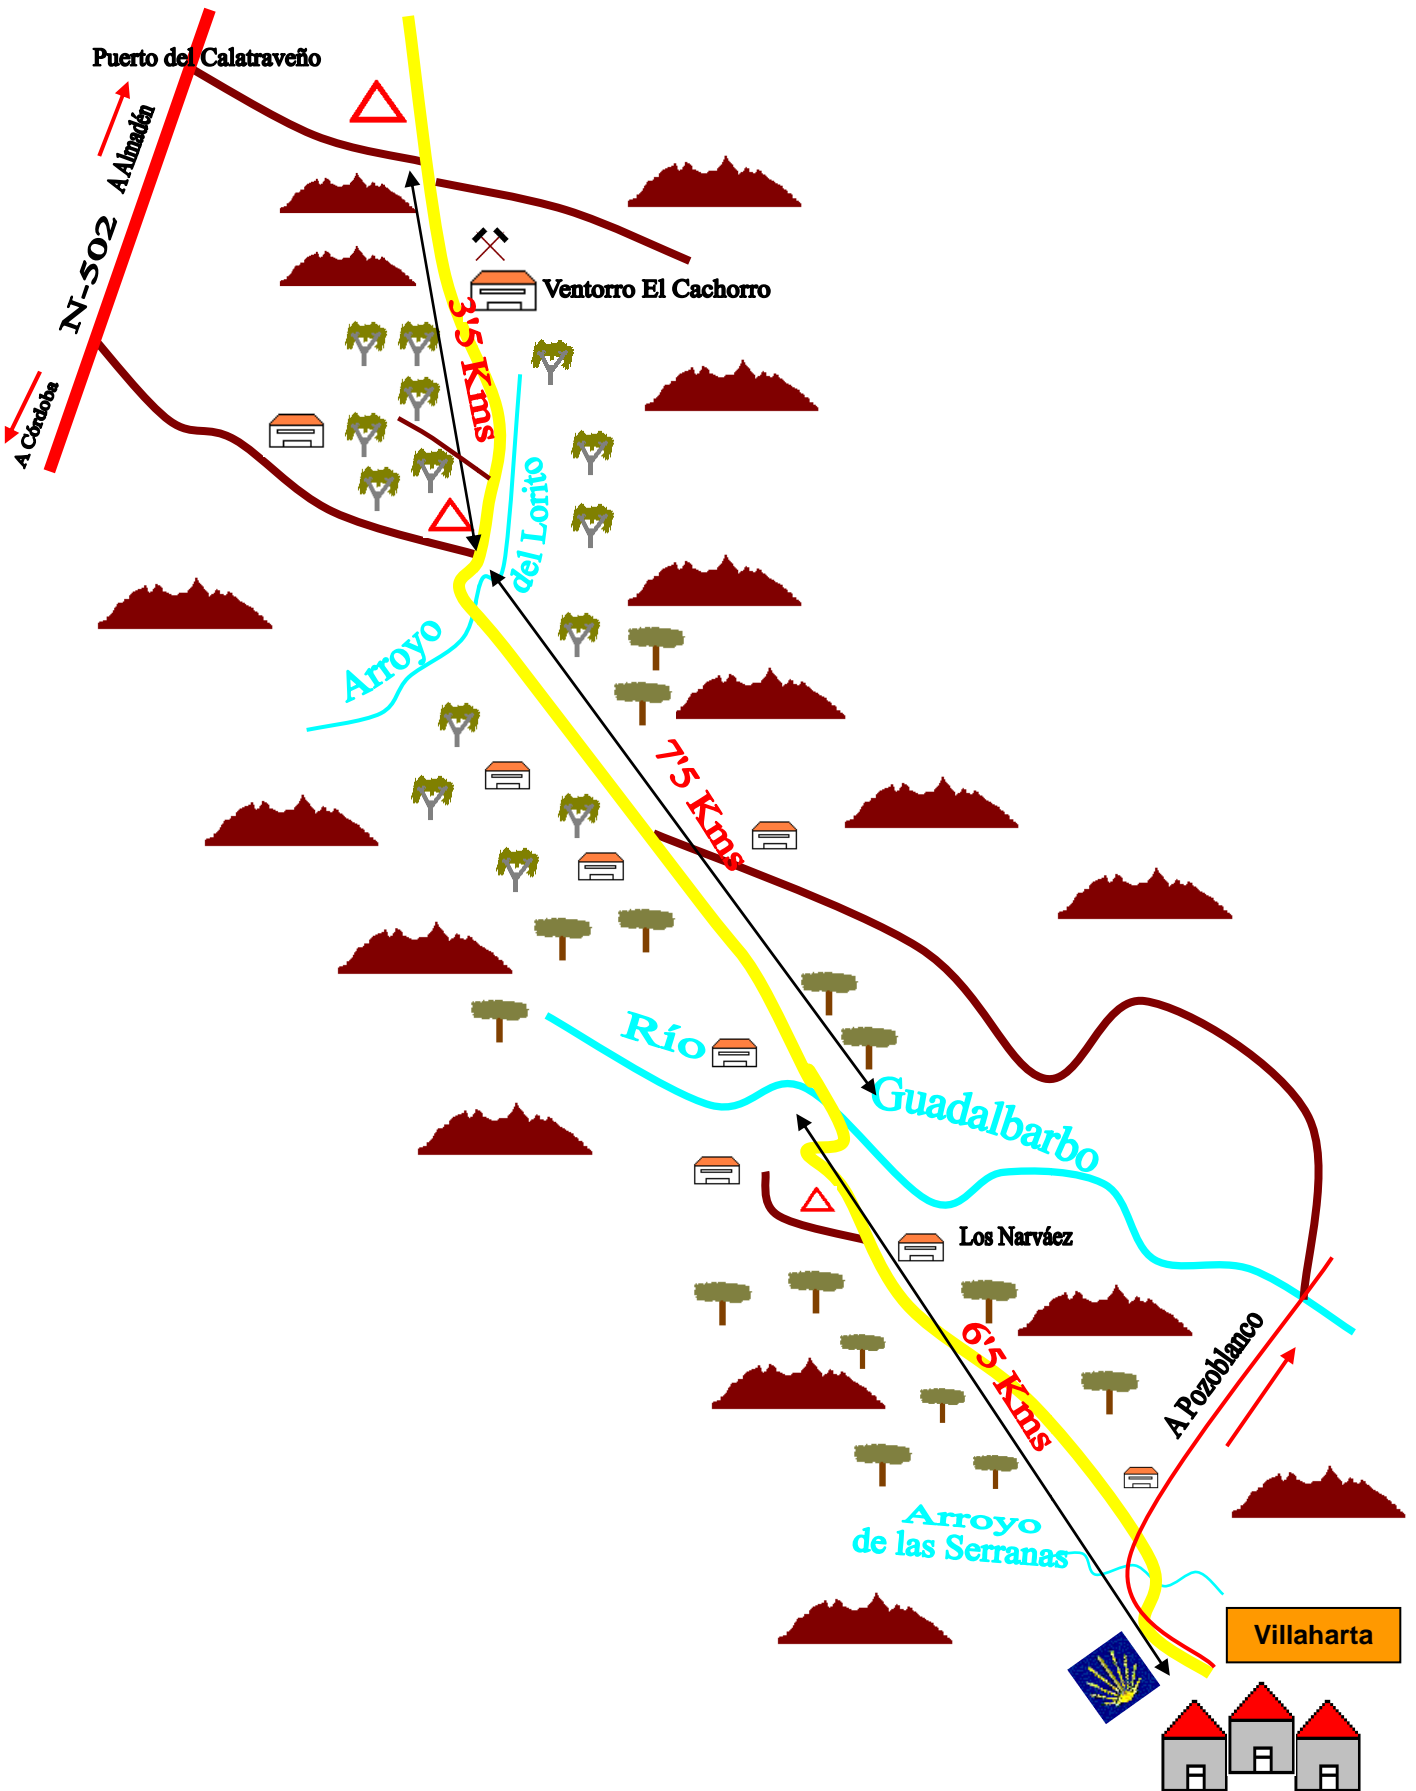 Puerto del Calatraveño
A Almadén
N-502
A Córdoba
Ventorro El Cachorro
3'5 Kms
del Lorito
Arroyo
7'5 Kms
Río
Guadalbarbo
Los Narváez
6'5 Kms
A Pozoblanco
Arroyo
de las Serranas
Villaharta